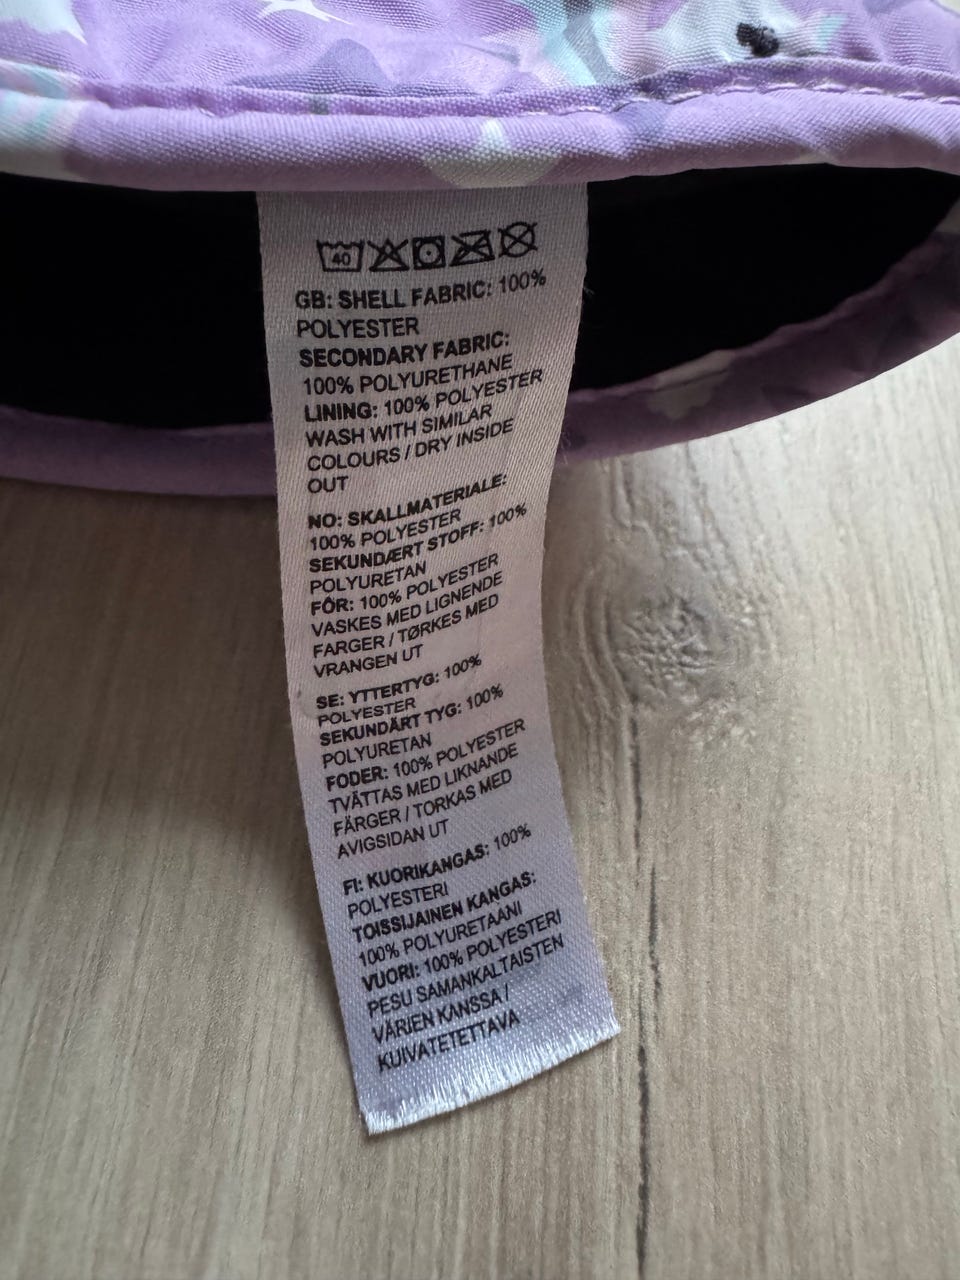 40
GB: SHELL FABRIC: 100%
POLYESTER
SECONDARY FABRIC:
100% POLYURETHANE
LINING: 100% POLYESTER
WASH WITH SIMILAR
COLOURS / DRY INSIDE
OUT
NO: SKALLMATERIALE:
100% POLYESTER
SEKUNDÆRT STOFF: 100%
POLYURETAN
FÔR: 100% POLYESTER
VASKES MED LIGNENDE
FARGER / TØRKES MED
VRANGEN UT
SE: YTTERTYG: 100%
POLYESTER
SEKUNDÄRT TYG: 100%
POLYURETAN
FODER: 100% POLYESTER
TVÄTTAS MED LIKNANDE
FÄRGER / TORKAS MED
AVIGSIDAN UT
FI: KUORIKANGAS: 100%
POLYESTERI
TOISSIJAINEN KANGAS:
100% POLYURETAANI
VUORI: 100% POLYESTERI
PESU SAMANKALTAISTEN
VÄRIEN KANSSA /
KUIVATETETTAVA